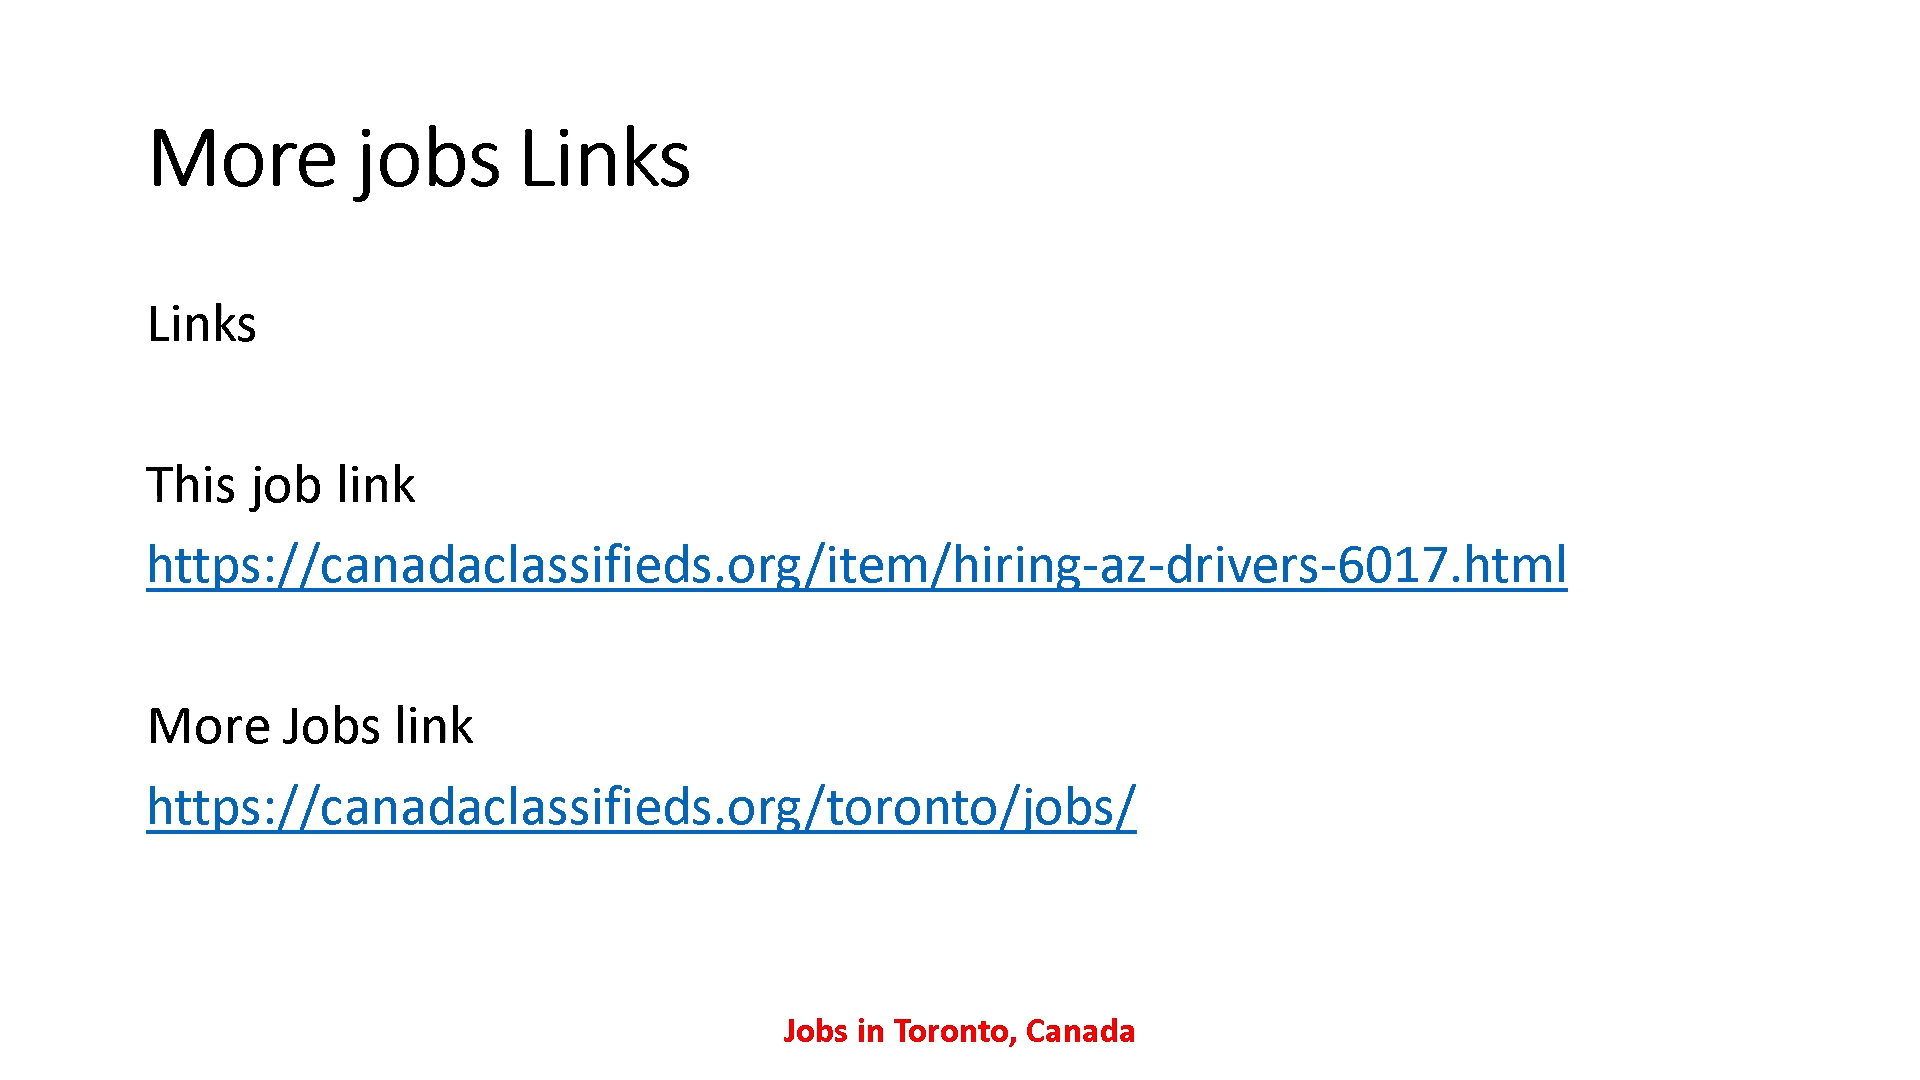 More jobs Links
Links
This job link
https://canadaclassifieds.org/item/hiring-az-drivers-6017.html
More Jobs link
https://canadaclassifieds.org/toronto/jobs/
Jobs in Toronto, Canada